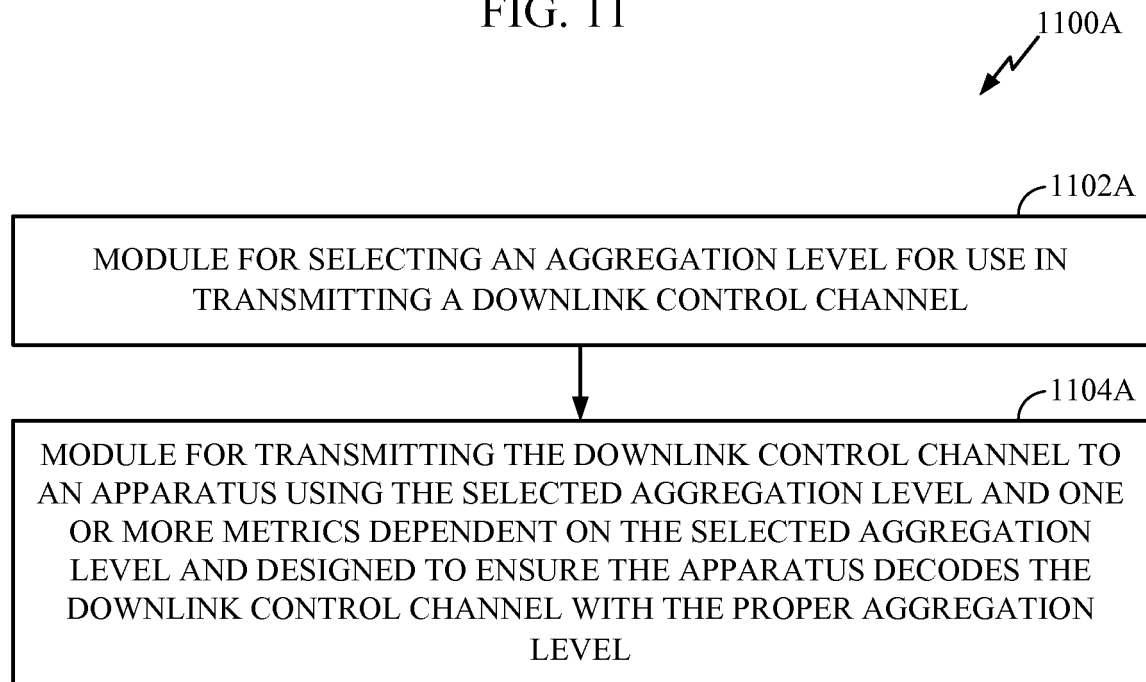 FIG. 11
1100A
1102A
MODULE FOR SELECTING AN AGGREGATION LEVEL FOR USE IN
TRANSMITTING A DOWNLINK CONTROL CHANNEL
1104A
MODULE FOR TRANSMITTING THE DOWNLINK CONTROL CHANNEL TO
AN APPARATUS USING THE SELECTED AGGREGATION LEVEL AND ONE
OR MORE METRICS DEPENDENT ON THE SELECTED AGGREGATION
LEVEL AND DESIGNED TO ENSURE THE APPARATUS DECODES THE
DOWNLINK CONTROL CHANNEL WITH THE PROPER AGGREGATION
LEVEL